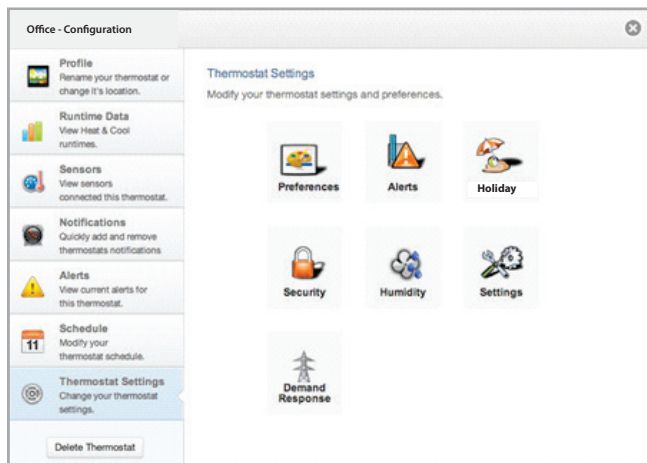 Office - Configuration
Profile
Rename your thermostat or
change it's location.
Runtime Data
View Heat & Cool
runtimes.
Sensors
View sensors
connected this thermostat.
Notifications
Quickly add and remove
thermostats notifications
Alerts
View current alerts for
this thermostat.
11
Schedule
Modify your
thermostat schedule.
Thermostat Settings
Change your thermostat
settings.
Delete Thermostat
Thermostat Settings
Modify your thermostat settings and preferences.
Preferences
Alerts
Holiday
Security
Humidity
Settings
Demand
Response